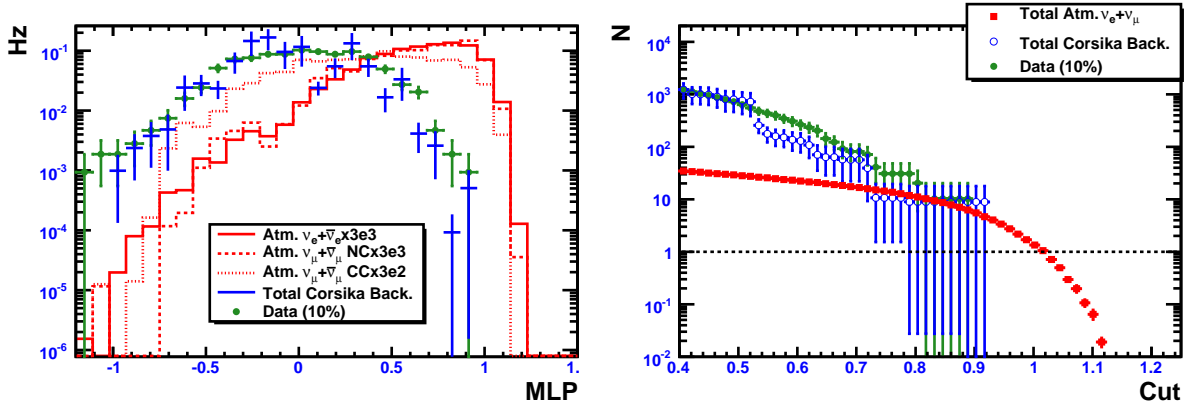 Hz
10⁻¹
10⁻²
10⁻³
10⁻⁴
10⁻⁵
10⁻⁶
Atm. νe+ν̅e x3e3
Atm. νμ+ν̅μ NCx3e3
Atm. νμ+ν̅μ CCx3e2
Total Corsika Back.
Data (10%)
-1 -0.5 0 0.5 1 1.
MLP
N
10⁴
10³
10²
10
1
10⁻¹
10⁻²
Total Atm. νe+νμ
Total Corsika Back.
Data (10%)
0.4 0.5 0.6 0.7 0.8 0.9 1 1.1 1.2
Cut